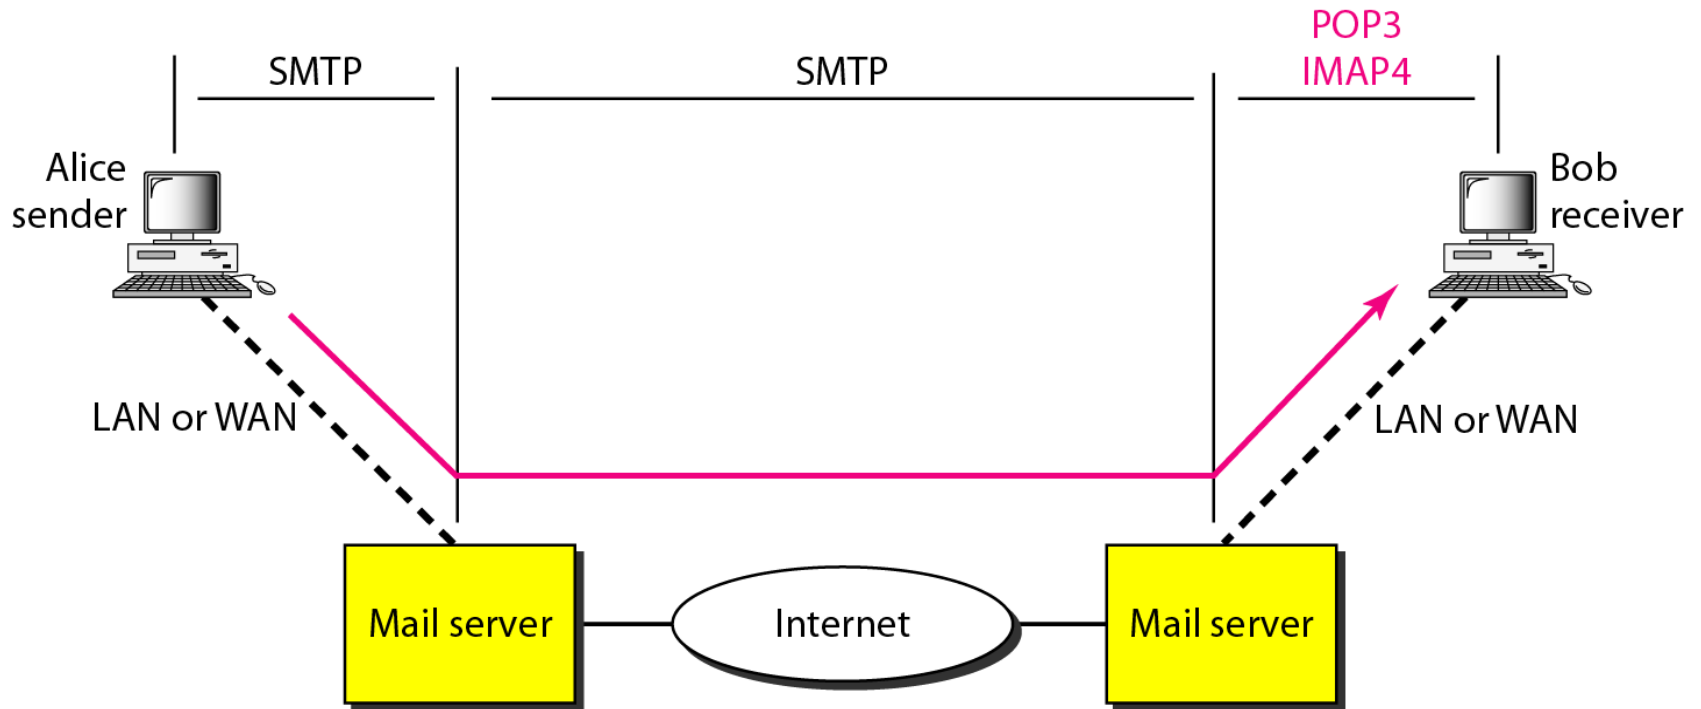 POP3
SMTP
SMTP
IMAP4
Alice
sender
Bob
receiver
LAN or WAN
LAN or WAN
Mail server
Internet
Mail server